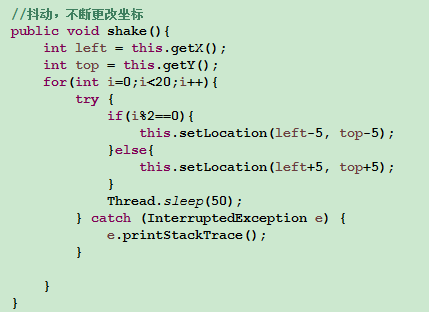 //抖动，不断更改坐标
public void shake(){
    int left = this.getX();
    int top = this.getY();
    for(int i=0;i<20;i++){
        try {
            if(i%2==0){
                this.setLocation(left-5, top-5);
            }else{
                this.setLocation(left+5, top+5);
            }
            Thread.sleep(50);
        } catch (InterruptedException e) {
            e.printStackTrace();
        }

    }
}